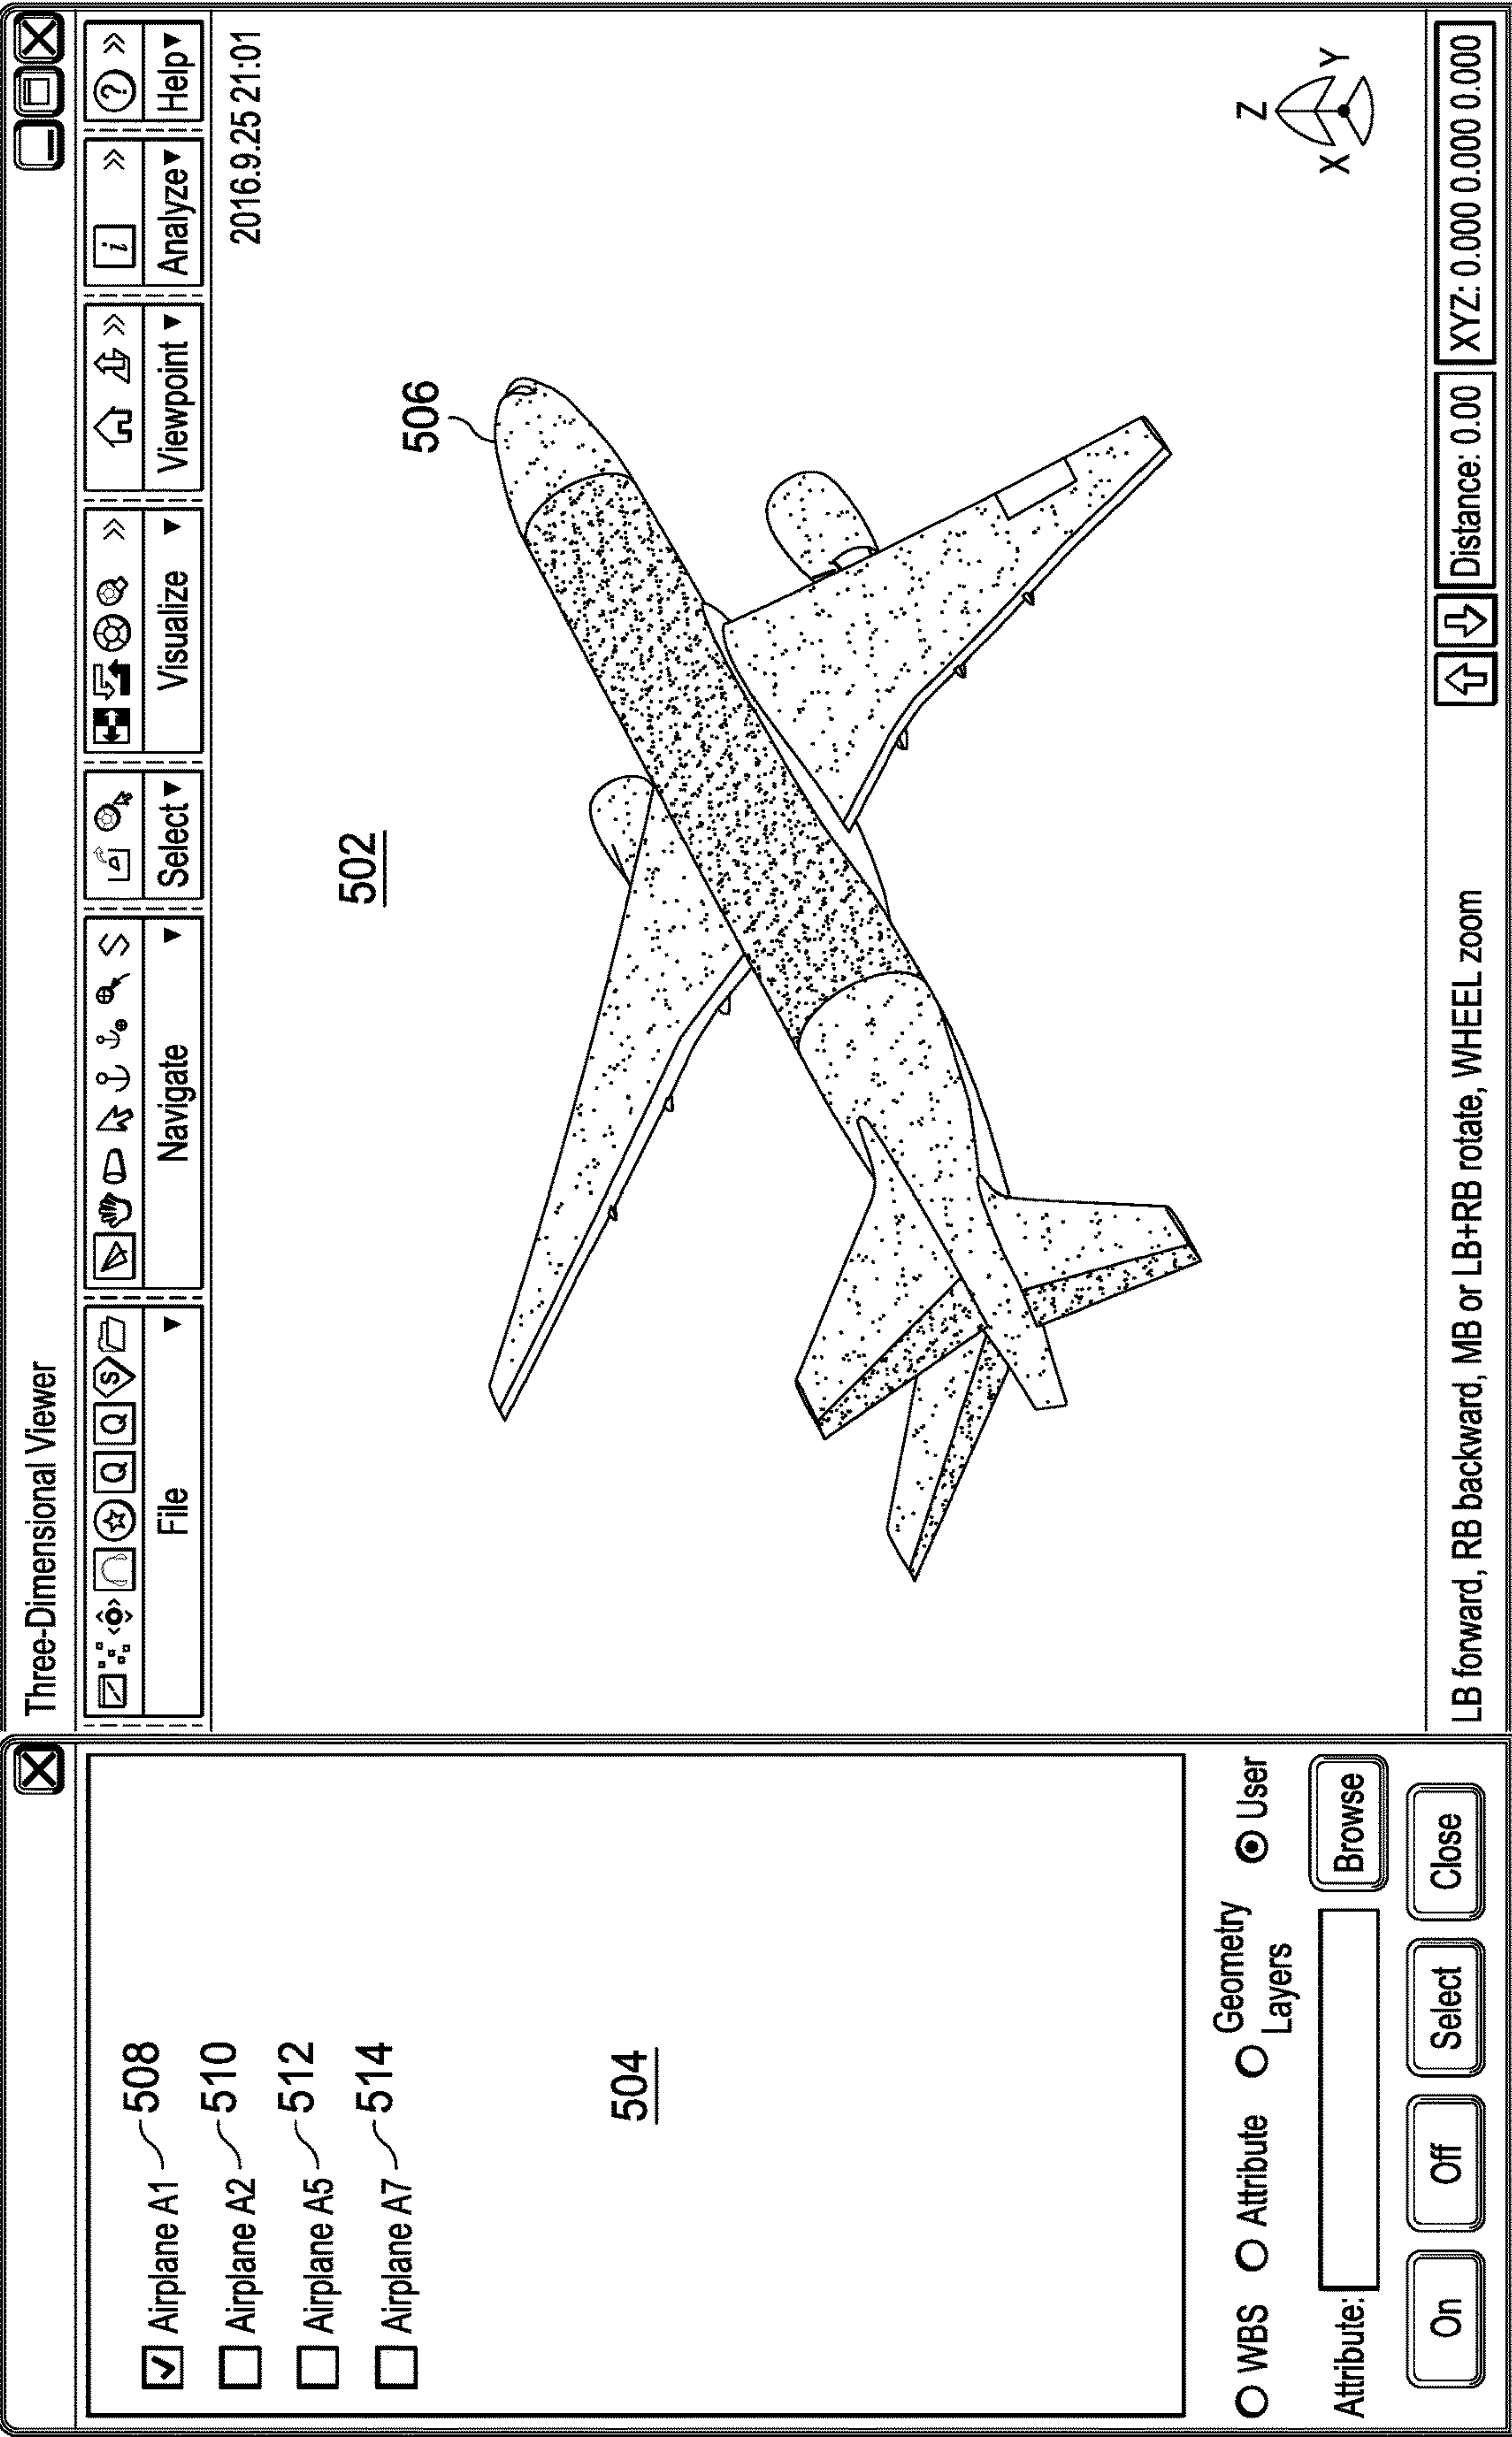 Three-Dimensional Viewer
File ▼
Navigate ▼
Select ▼
Visualize ▼
Viewpoint ▼
Analyze ▼
Help ▼
Q Q S
i
?
2016.9.25 21:01
Airplane A1 508
Airplane A2 510
Airplane A5 512
Airplane A7 514
504
502
506
Z
X Y
WBS Attribute Geometry Layers User
Attribute: Browse
On Off Select Close
LB forward, RB backward, MB or LB+RB rotate, WHEEL zoom
Distance: 0.00
XYZ: 0.000 0.000 0.000